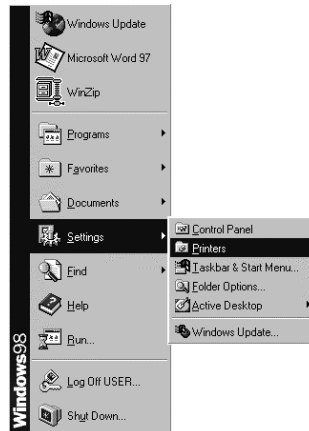 Windows Update
Microsoft Word 97
WinZip
Programs
Favorites
Documents
Settings
Find
Help
Run...
Log Off USER...
Shut Down...
Control Panel
Printers
Taskbar & Start Menu...
Folder Options...
Active Desktop
Windows Update...
Windows98